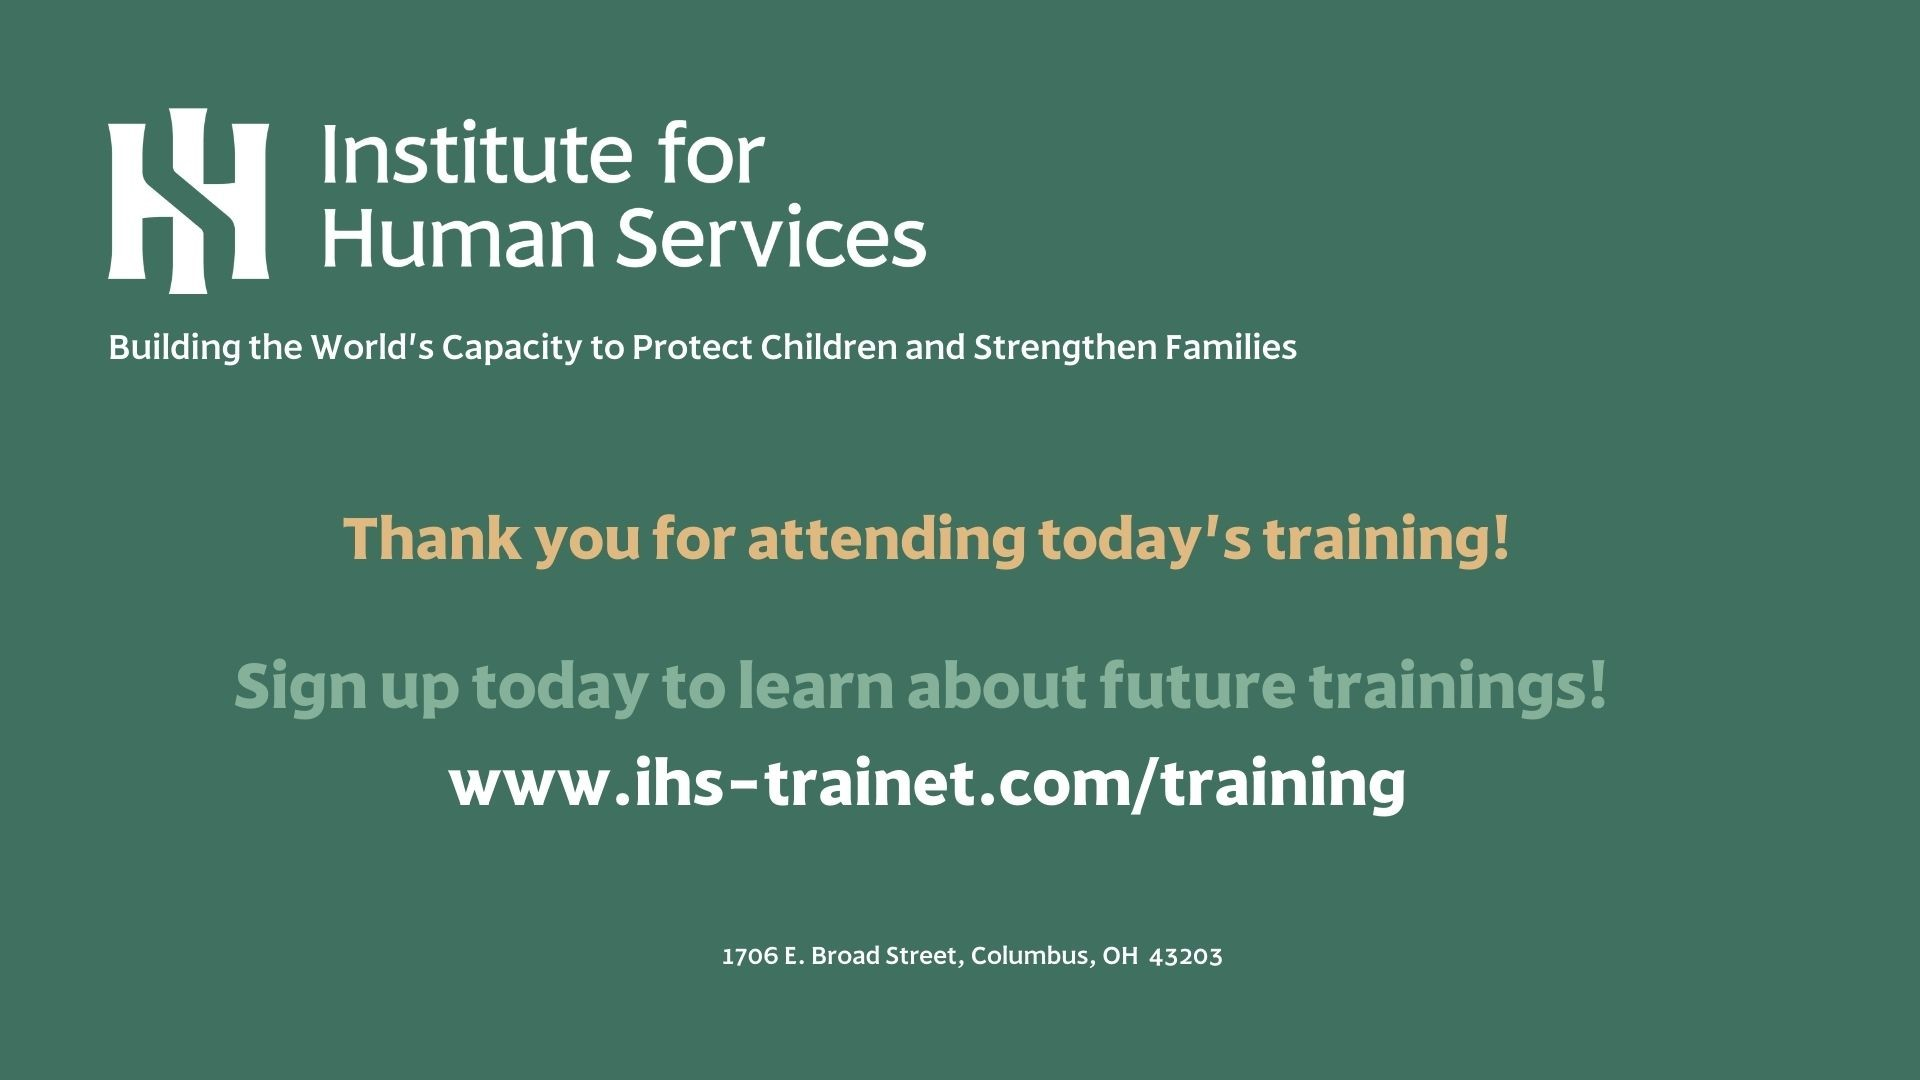 Institute for
Human Services
Building the World's Capacity to Protect Children and Strengthen Families
Thank you for attending today's training!
Sign up today to learn about future trainings!
www.ihs-trainet.com/training
1706 E. Broad Street, Columbus, OH 43203